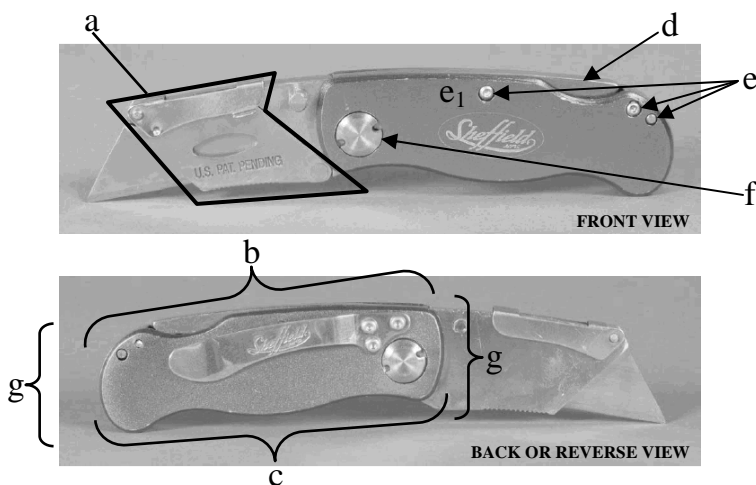 a
d
e
e1
Sheffield
U.S. PAT. PENDING
f
FRONT VIEW
b
g
Sheffield
g
BACK OR REVERSE VIEW
c